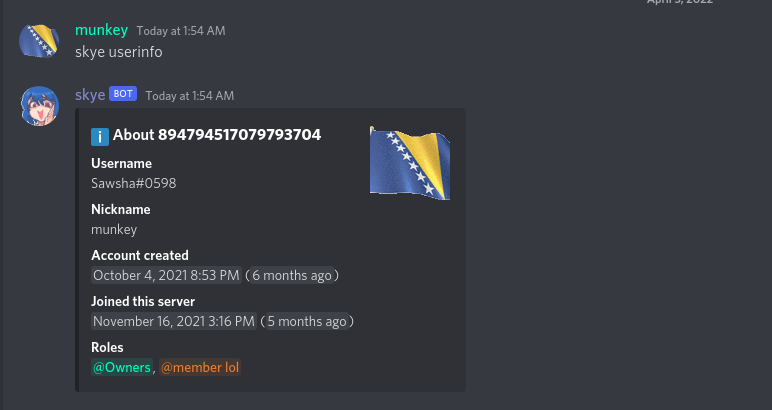 April 5, 2022
munkey Today at 1:54 AM
skye userinfo
skye BOT Today at 1:54 AM
i About 894794517079793704
Username
Sawsha#0598
Nickname
munkey
Account created
October 4, 2021 8:53 PM (6 months ago)
Joined this server
November 16, 2021 3:16 PM (5 months ago)
Roles
@Owners, @member lol